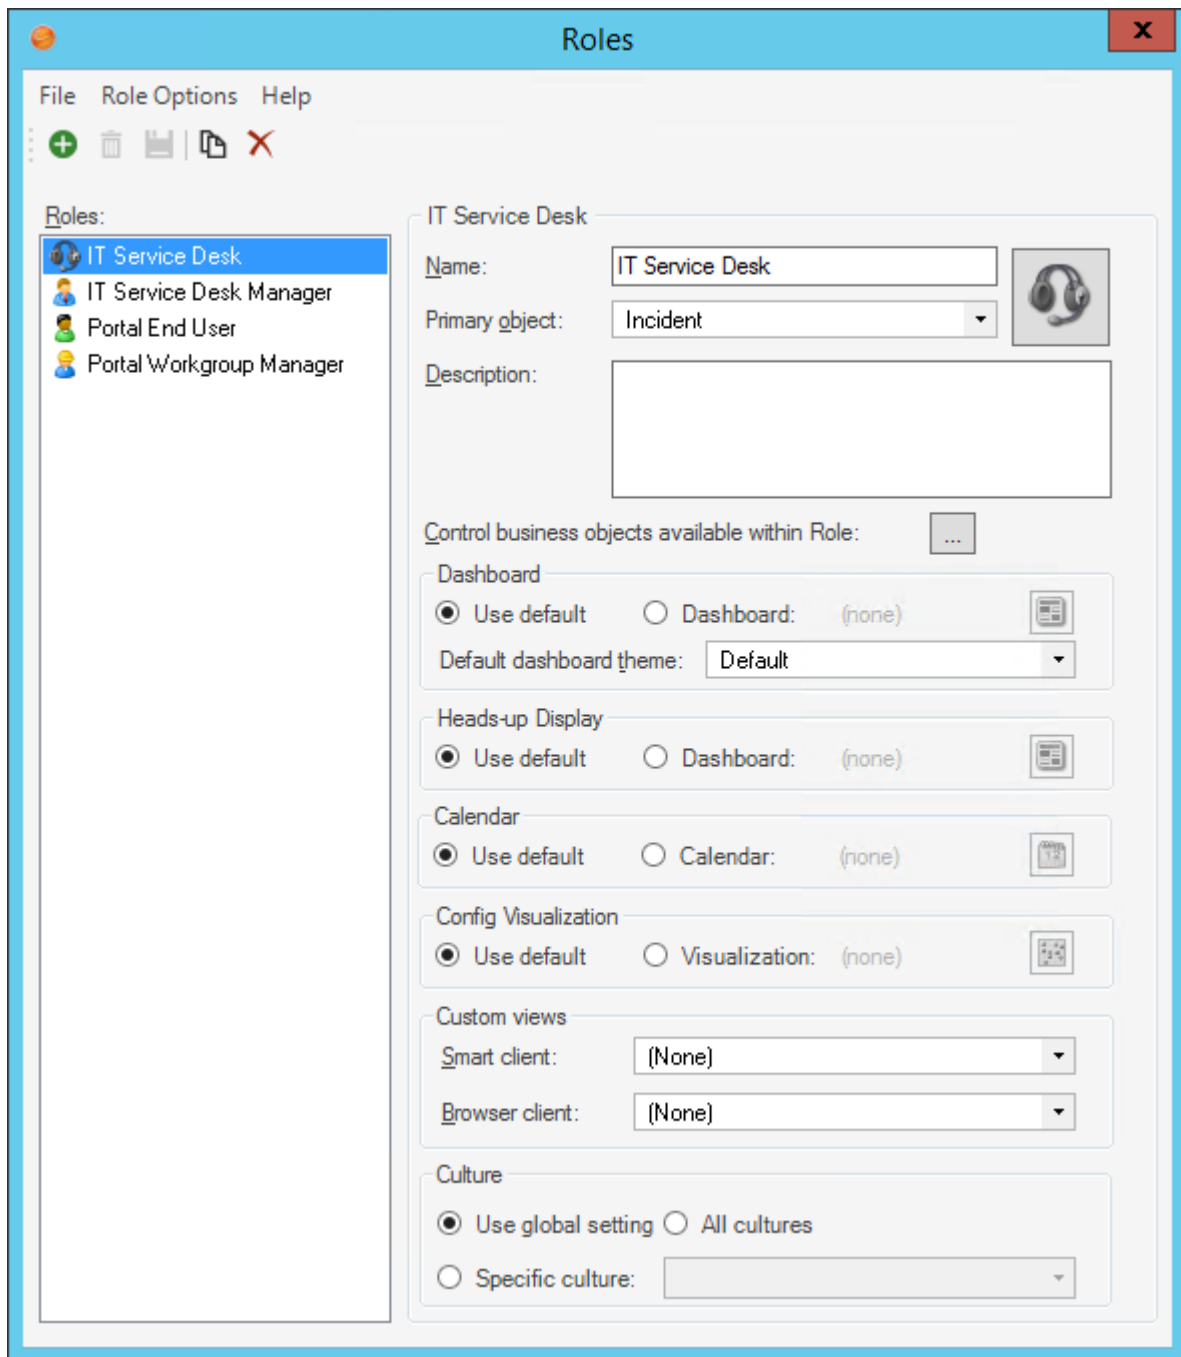 Roles
x
File Role Options Help
Roles:
IT Service Desk
IT Service Desk Manager
Portal End User
Portal Workgroup Manager
IT Service Desk
Name: IT Service Desk
Primary object: Incident
Description:
Control business objects available within Role: ...
Dashboard
Use default Dashboard: (none)
Default dashboard theme: Default
Heads-up Display
Use default Dashboard: (none)
Calendar
Use default Calendar: (none)
12
Config Visualization
Use default Visualization: (none)
Custom views
Smart client: (None)
Browser client: (None)
Culture
Use global setting All cultures
Specific culture: